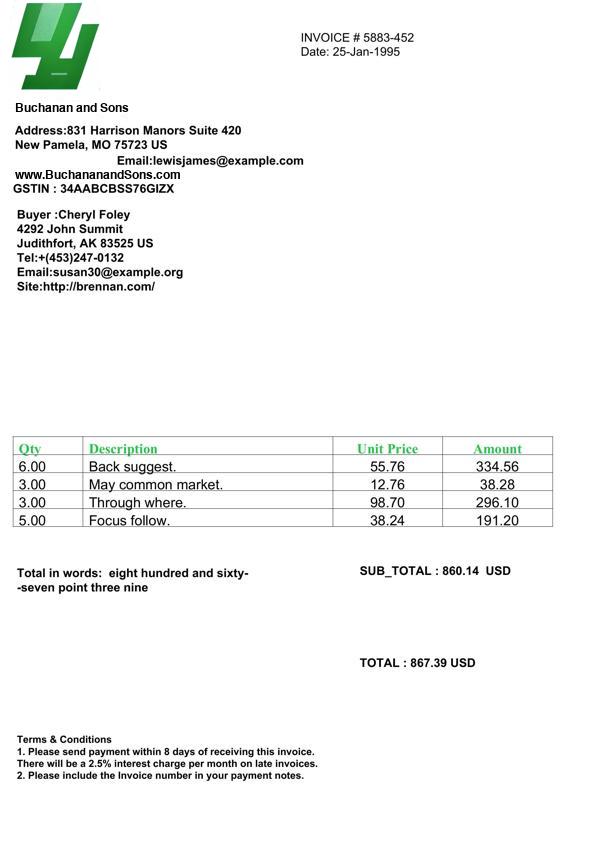 INVOICE # 5883-452
Date: 25-Jan-1995
Buchanan and Sons
Address:831 Harrison Manors Suite 420
New Pamela, MO 75723 US
Email:lewisjames@example.com
www.BuchananandSons.com
GSTIN : 34AABCBSS76GIZX
Buyer :Cheryl Foley
4292 John Summit
Judithfort, AK 83525 US
Tel:+(453)247-0132
Email:susan30@example.org
Site:http://brennan.com/
Qty Description Unit Price Amount
6.00 Back suggest. 55.76 334.56
3.00 May common market. 12.76 38.28
3.00 Through where. 98.70 296.10
5.00 Focus follow. 38.24 191.20
Total in words: eight hundred and sixty-
-seven point three nine
SUB_TOTAL : 860.14 USD
TOTAL : 867.39 USD
Terms & Conditions
1. Please send payment within 8 days of receiving this invoice.
There will be a 2.5% interest charge per month on late invoices.
2. Please include the Invoice number in your payment notes.